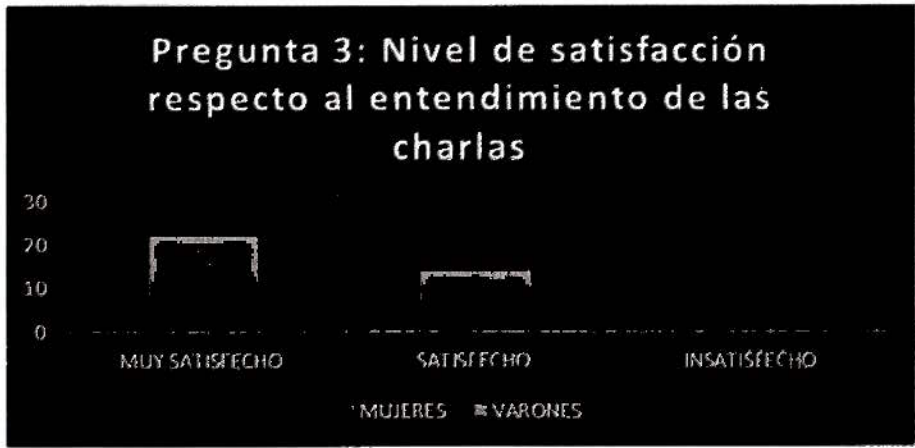 Pregunta 3: Nivel de satisfacción
respecto al entendimiento de las
charlas
30
20
10
0
MUY SATISFECHO SATISFECHO INSATISFECHO
MUJERES VARONES